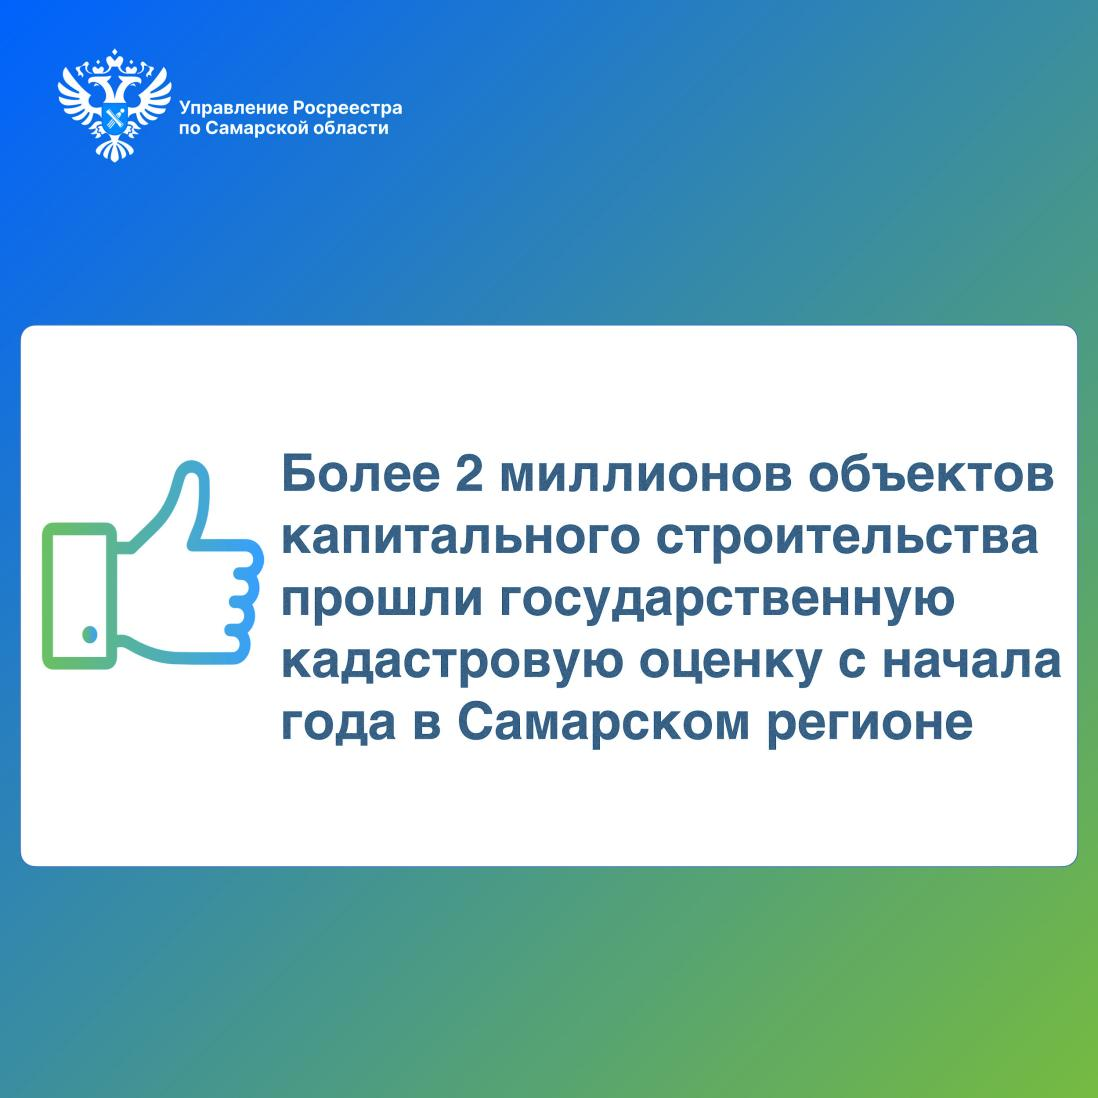 Управление Росреестра
по Самарской области
Более 2 миллионов объектов
капитального строительства
прошли государственную
кадастровую оценку с начала
года в Самарском регионе